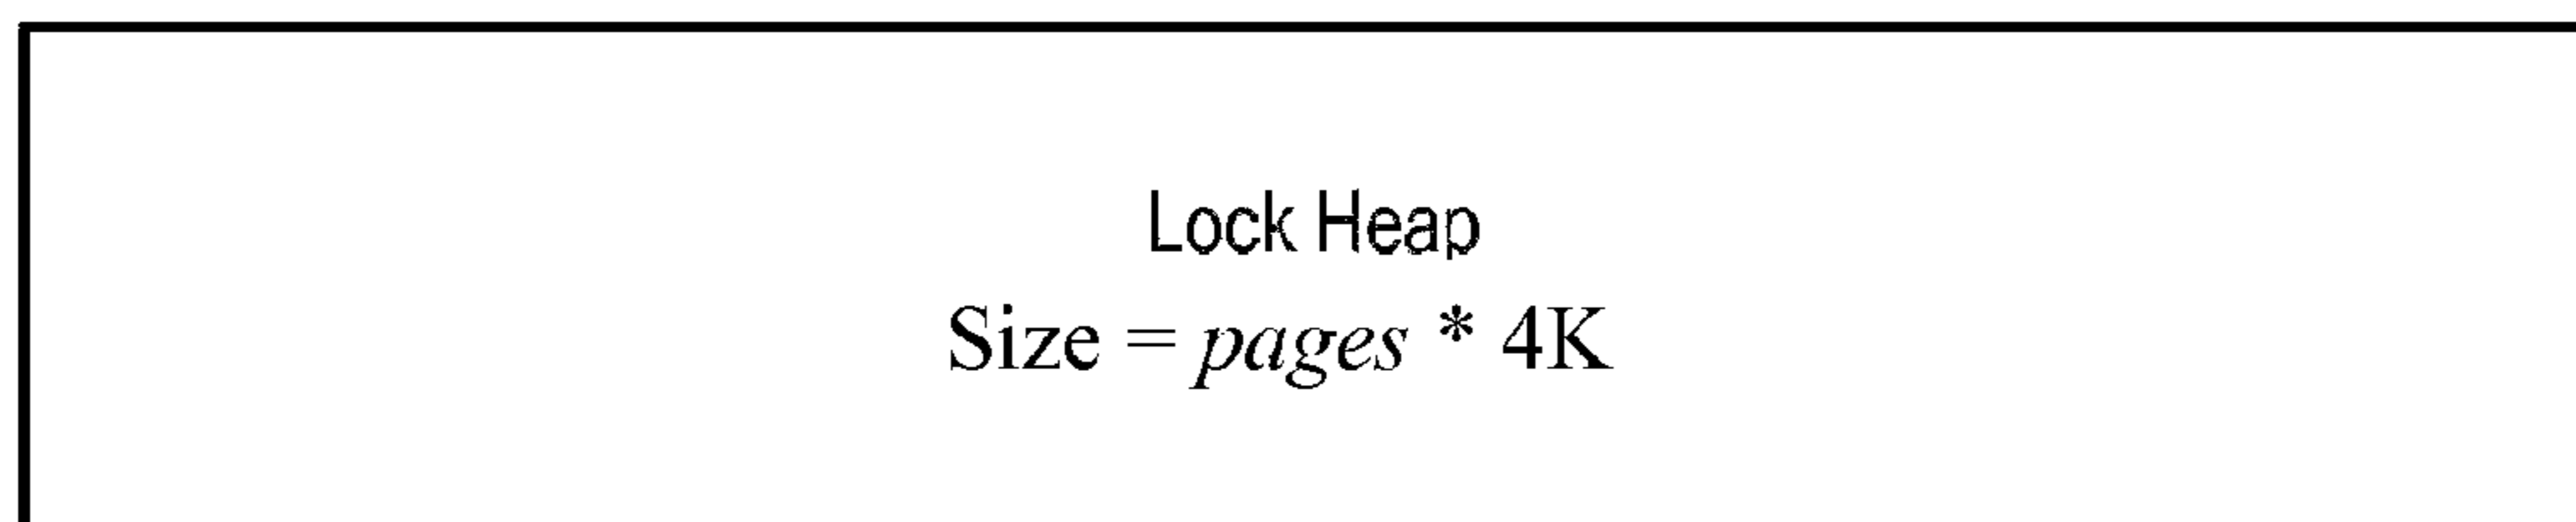 Lock Heap
Size = pages * 4K